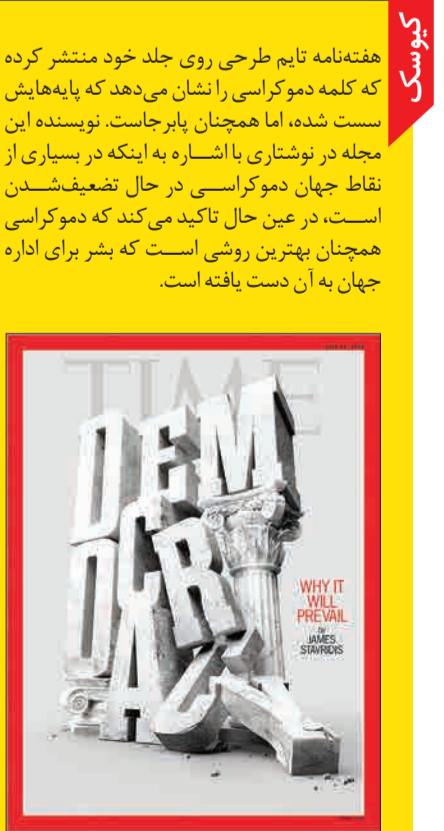 کیوسک
هفته‌نامه تایم طرحی روی جلد خود منتشر کرده
که کلمه دموکراسی را نشان می‌دهد که پایه‌هایش
سست شده، اما همچنان پابرجاست. نویسنده این
مجله در نوشتاری با اشاره به اینکه در بسیاری از
نقاط جهان دموکراسی در حال تضعیف‌شدن
است، در عین حال تاکید می‌کند که دموکراسی
همچنان بهترین روشی است که بشر برای اداره
جهان به آن دست یافته است.
TIME
DEM
OCR
ACY
WHY IT
WILL
PREVAIL
by
JAMES
STAVRIDIS